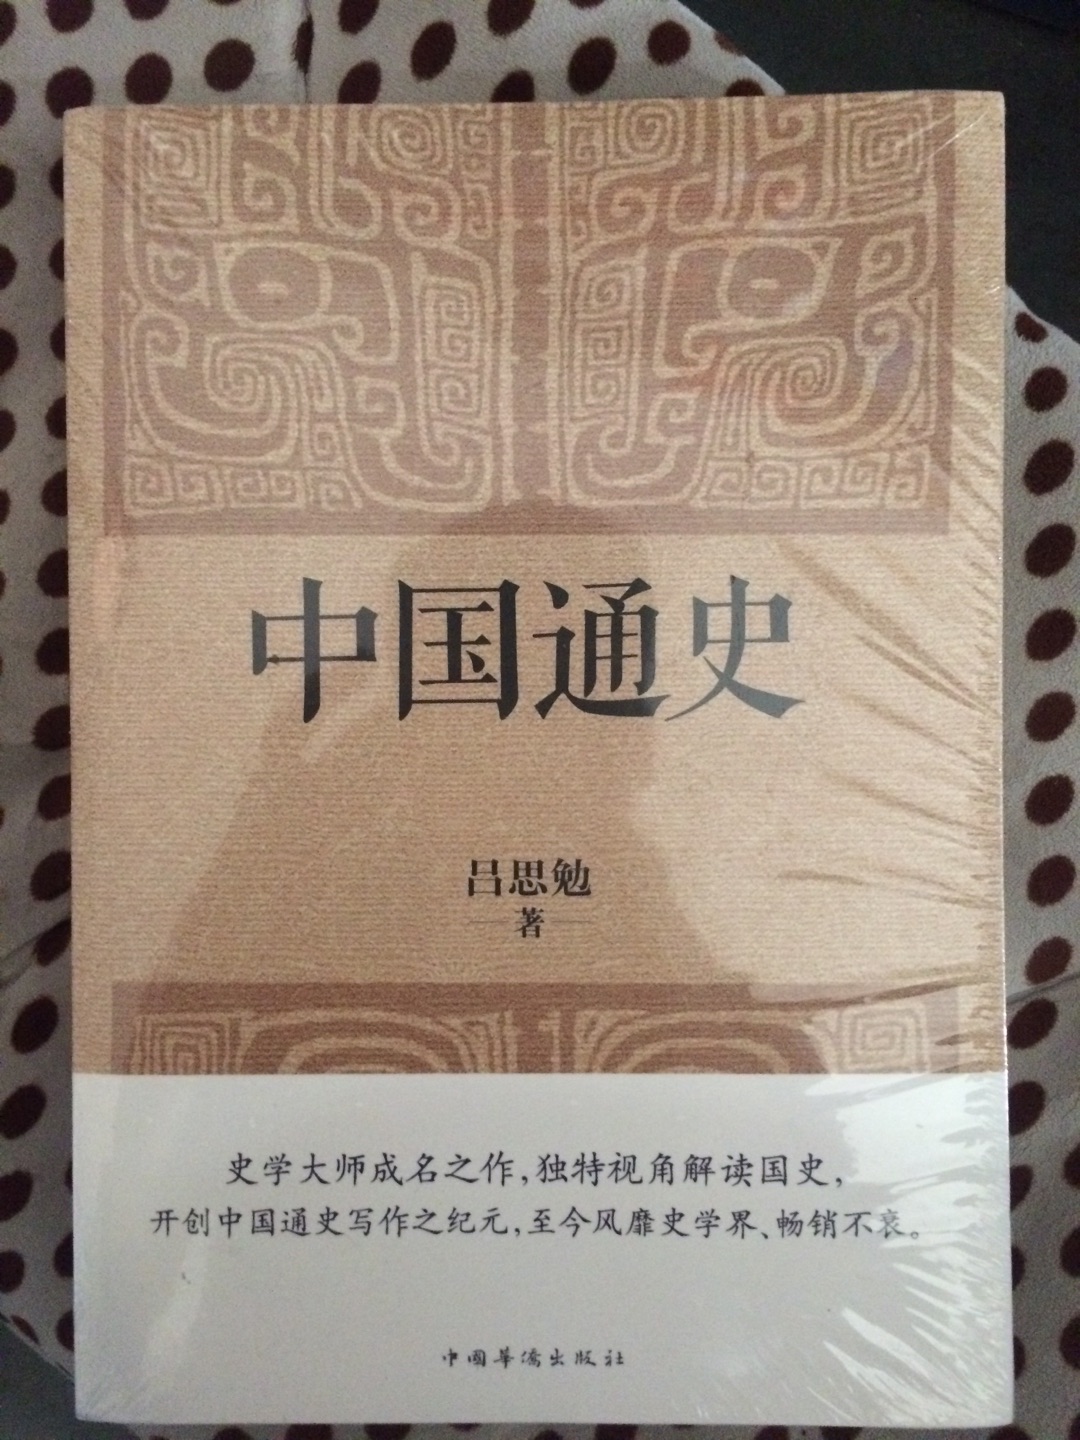 中国通史
吕思勉
著
史学大师成名之作，独特视角解读国史，
开创中国通史写作之纪元，至今风靡史学界、畅销不衰。
中国华侨出版社